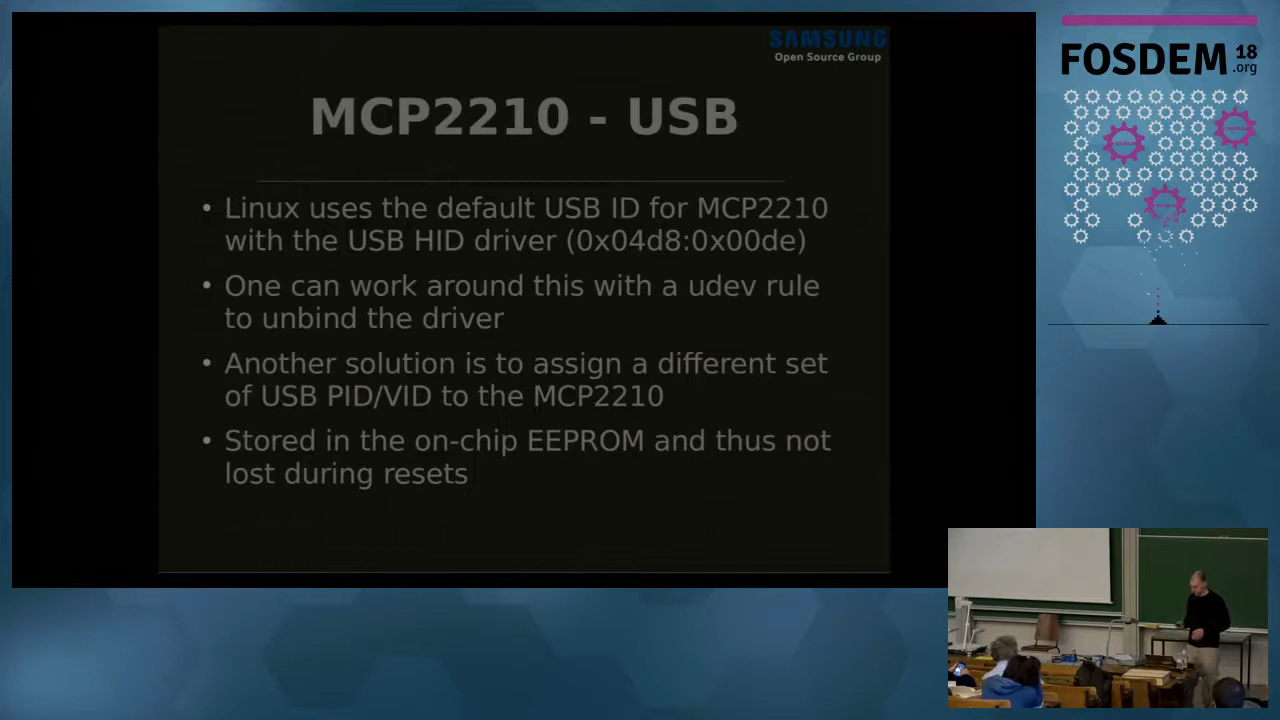 SAMSUNG
Open Source Group
MCP2210 - USB
• Linux uses the default USB ID for MCP2210
with the USB HID driver (0x04d8:0x00de)
• One can work around this with a udev rule
to unbind the driver
• Another solution is to assign a different set
of USB PID/VID to the MCP2210
• Stored in the on-chip EEPROM and thus not
lost during resets
FOSDEM 18
.org